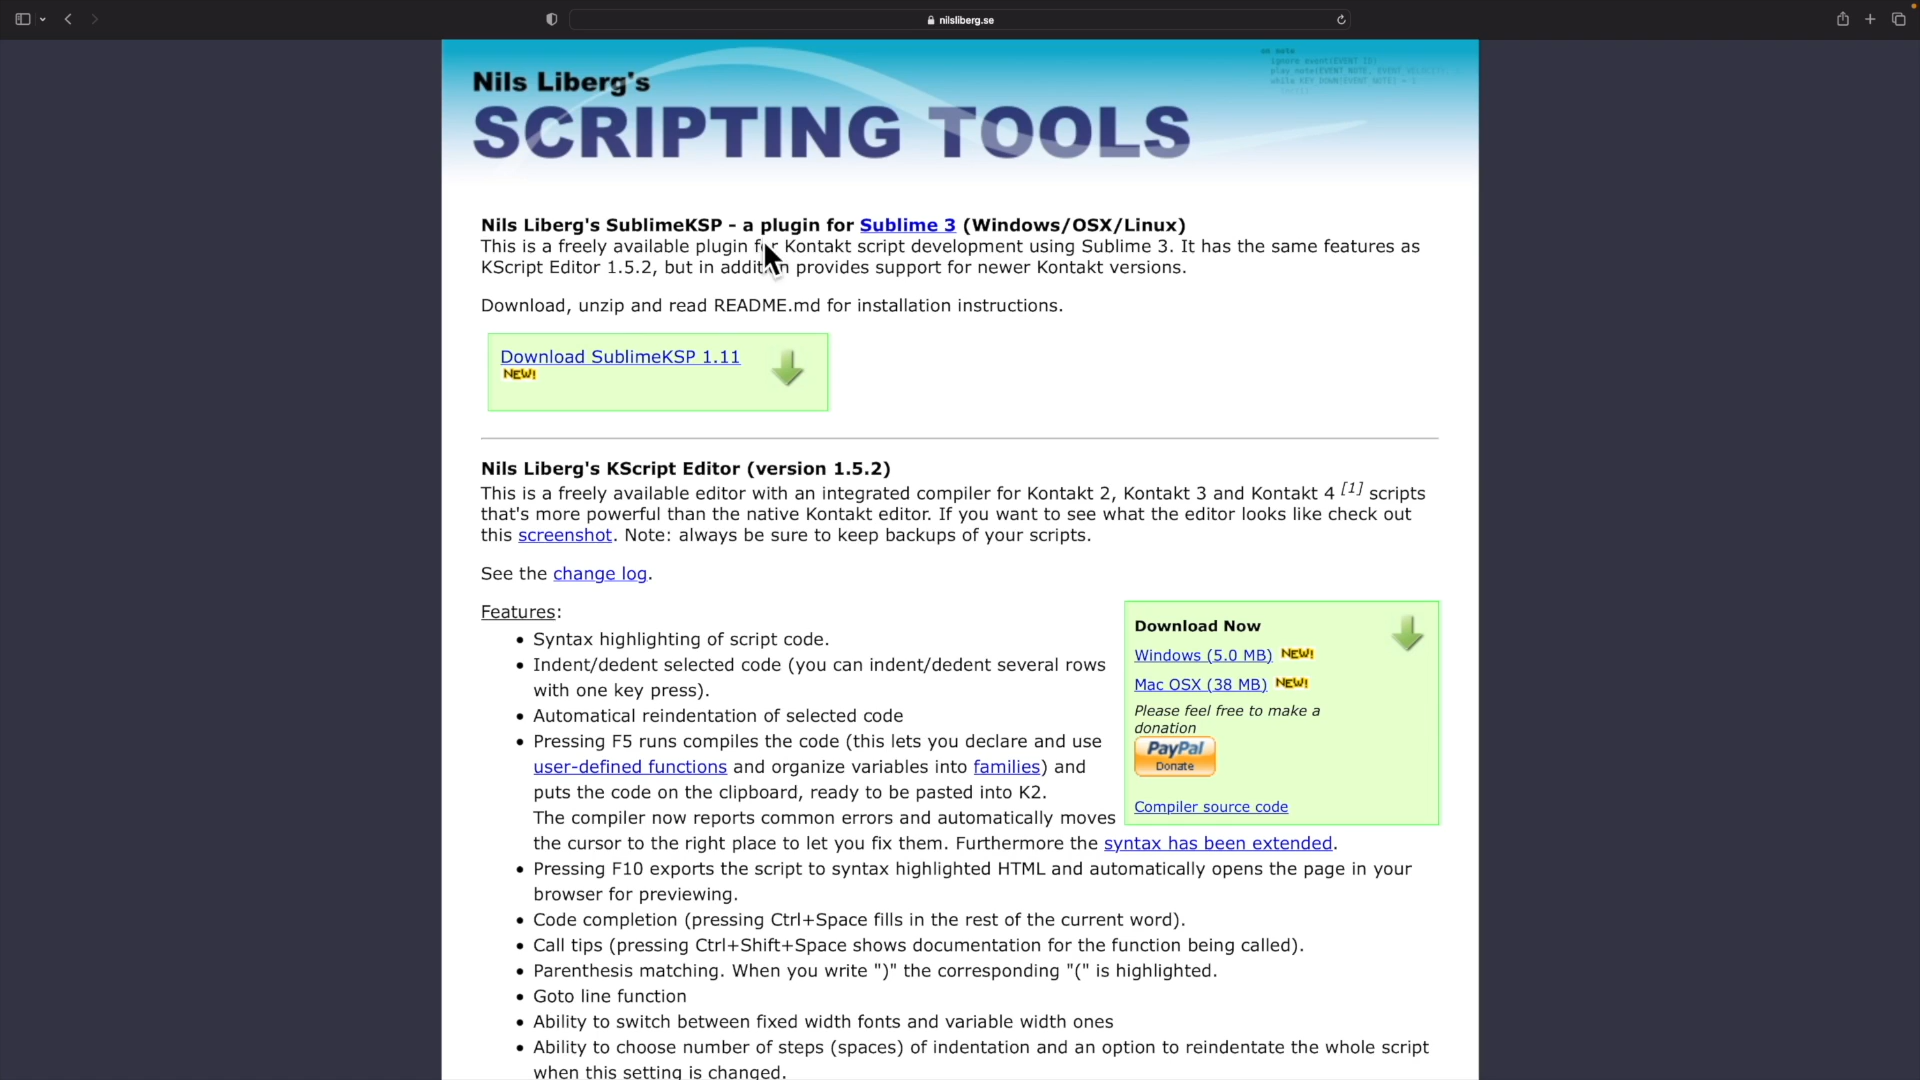 nilsliberg.se
on note
ignore_event(EVENT_ID)
Nils Liberg's
SCRIPTING TOOLS
Nils Liberg's SublimeKSP - a plugin for Sublime 3 (Windows/OSX/Linux)
This is a freely available plugin for Kontakt script development using Sublime 3. It has the same features as
KScript Editor 1.5.2, but in addition provides support for newer Kontakt versions.
Download, unzip and read README.md for installation instructions.
Download SublimeKSP 1.11
NEW!
Nils Liberg's KScript Editor (version 1.5.2)
This is a freely available editor with an integrated compiler for Kontakt 2, Kontakt 3 and Kontakt 4 [1] scripts
that's more powerful than the native Kontakt editor. If you want to see what the editor looks like check out
this screenshot. Note: always be sure to keep backups of your scripts.
See the change log.
Features:
• Syntax highlighting of script code.
• Indent/dedent selected code (you can indent/dedent several rows
with one key press).
• Automatical reindentation of selected code
• Pressing F5 runs compiles the code (this lets you declare and use
user-defined functions and organize variables into families) and
puts the code on the clipboard, ready to be pasted into K2.
The compiler now reports common errors and automatically moves
the cursor to the right place to let you fix them. Furthermore the syntax has been extended.
• Pressing F10 exports the script to syntax highlighted HTML and automatically opens the page in your
browser for previewing.
• Code completion (pressing Ctrl+Space fills in the rest of the current word).
• Call tips (pressing Ctrl+Shift+Space shows documentation for the function being called).
• Parenthesis matching. When you write ")" the corresponding "(" is highlighted.
• Goto line function
• Ability to switch between fixed width fonts and variable width ones
• Ability to choose number of steps (spaces) of indentation and an option to reindentate the whole script
when this setting is changed.
Download Now
Windows (5.0 MB) NEW!
Mac OSX (38 MB) NEW!
Please feel free to make a
donation
PayPal
Donate
Compiler source code